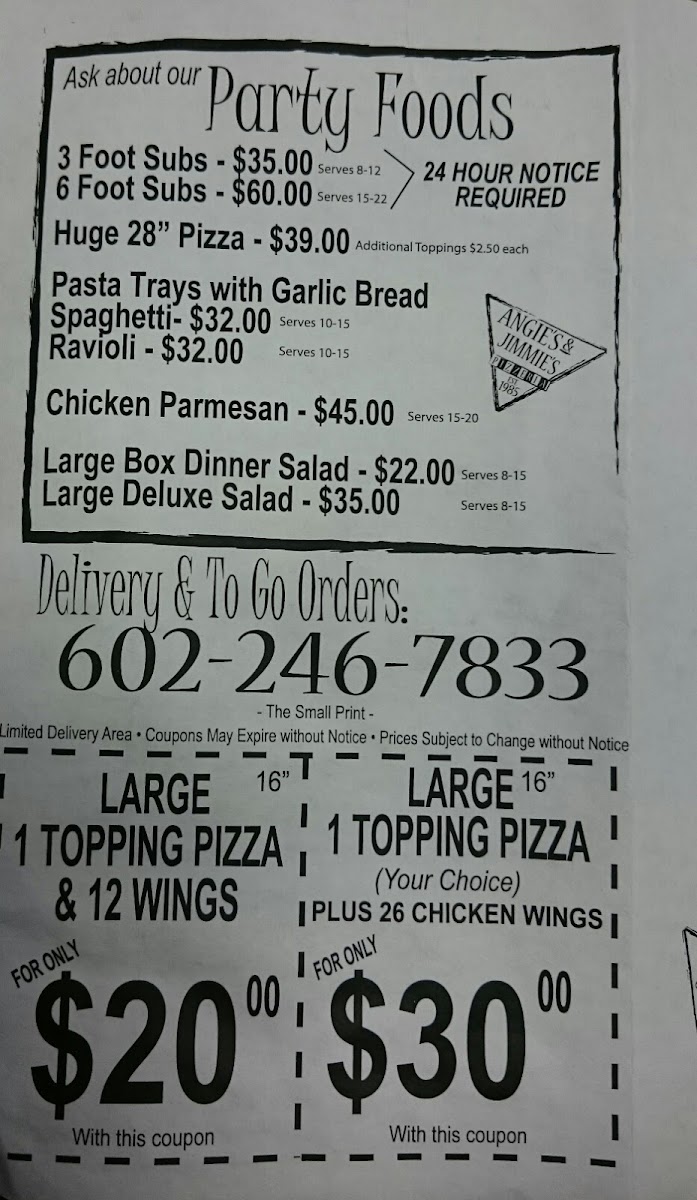 Ask about our Party Foods
3 Foot Subs - $35.00 Serves 8-12
6 Foot Subs - $60.00 Serves 15-22
24 HOUR NOTICE
REQUIRED
Huge 28” Pizza - $39.00 Additional Toppings $2.50 each
Pasta Trays with Garlic Bread
Spaghetti- $32.00 Serves 10-15
Ravioli - $32.00 Serves 10-15
ANGIE'S &
JIMMIE'S
PIZZERIA
EST.
1985
Chicken Parmesan - $45.00 Serves 15-20
Large Box Dinner Salad - $22.00 Serves 8-15
Large Deluxe Salad - $35.00 Serves 8-15
Delivery & To Go Orders:
602-246-7833
- The Small Print -
Limited Delivery Area • Coupons May Expire without Notice • Prices Subject to Change without Notice
LARGE 16”
1 TOPPING PIZZA
& 12 WINGS
FOR ONLY
$20 00
With this coupon
LARGE 16”
1 TOPPING PIZZA
(Your Choice)
PLUS 26 CHICKEN WINGS
FOR ONLY
$30 00
With this coupon